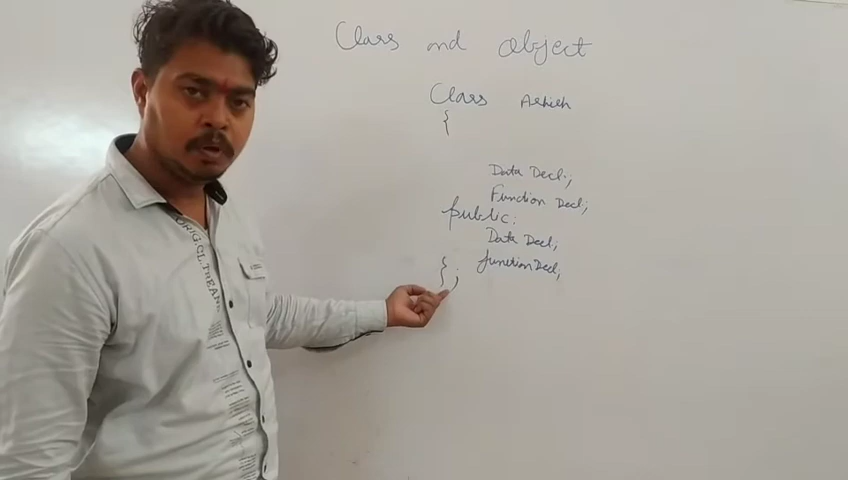 Class and object
Class Ashish
{
Data Decl;
Function Decl;
public:
Data Decl;
function Decl;
};